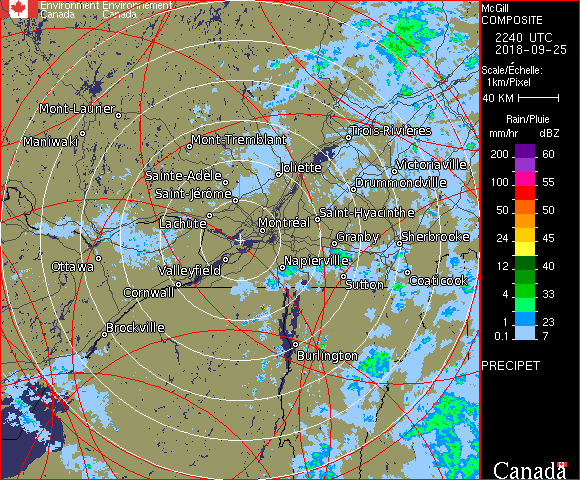 Environment Environnement
Canada Canada
McGill
COMPOSITE
2240 UTC
2018-09-25
Scale/Échelle:
1km/Pixel
40 KM
Rain/Pluie
mm/hr dBZ
200 60
150 57
100 55
50 50
24 45
12 40
4 33
1 23
0.1 7
PRECIPET
Canada
Mont-Laurier
Maniwaki
Mont-Tremblant
Trois-Rivières
Joliette
Victoriaville
Sainte-Adèle
Drummondville
Saint-Jérôme
Saint-Hyacinthe
Lachute
Montréal
Granby
Sherbrooke
Ottawa
Valleyfield
Napierville
Sutton
Coaticook
Cornwall
Brockville
Burlington